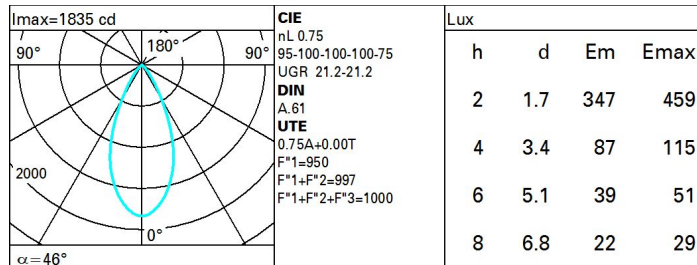 Imax=1835 cd
90°
180°
90°
2000
0°
α=46°
CIE
nL 0.75
95-100-100-100-75
UGR 21.2-21.2
DIN
A.61
UTE
0.75A+0.00T
F"1=950
F"1+F"2=997
F"1+F"2+F"3=1000
Lux
h d Em Emax
2 1.7 347 459
4 3.4 87 115
6 5.1 39 51
8 6.8 22 29